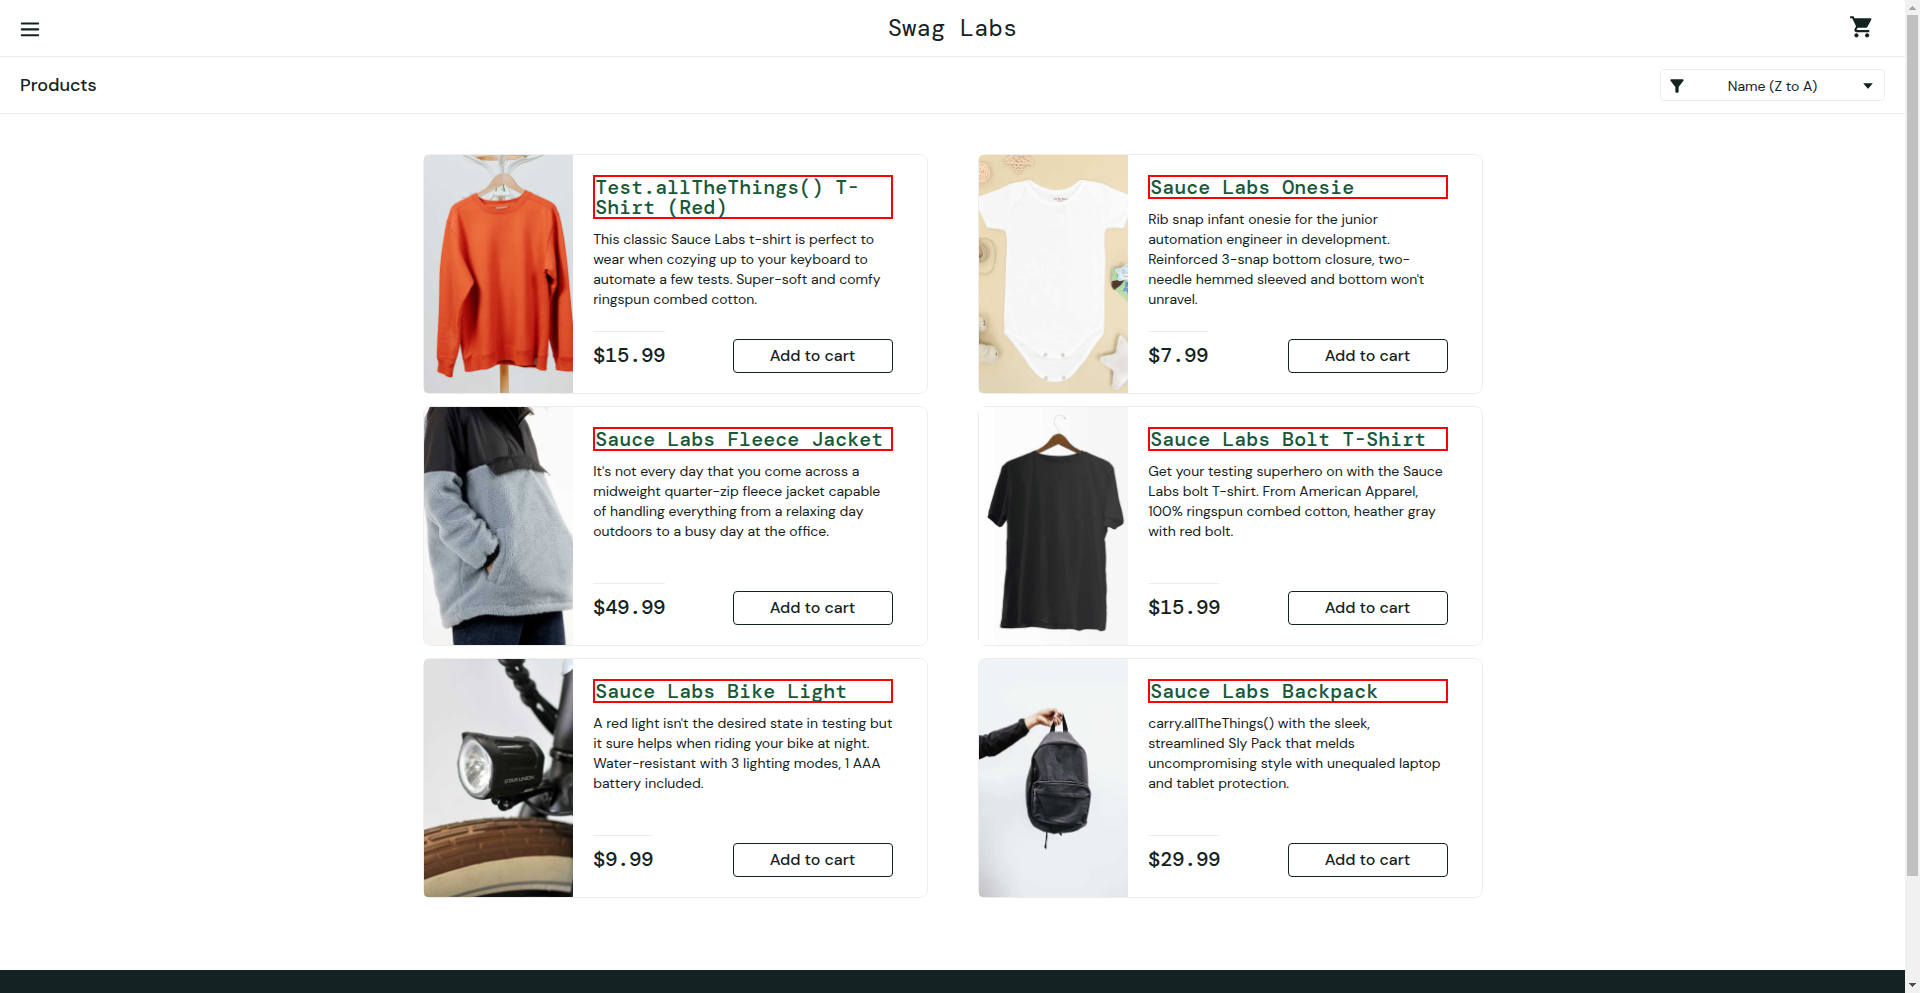 Swag Labs
Products
Name (Z to A)
Test.allTheThings() T-
Shirt (Red)
This classic Sauce Labs t-shirt is perfect to
wear when cozying up to your keyboard to
automate a few tests. Super-soft and comfy
ringspun combed cotton.
$15.99
Add to cart
Sauce Labs Onesie
Rib snap infant onesie for the junior
automation engineer in development.
Reinforced 3-snap bottom closure, two-
needle hemmed sleeved and bottom won't
unravel.
$7.99
Add to cart
Sauce Labs Fleece Jacket
It's not every day that you come across a
midweight quarter-zip fleece jacket capable
of handling everything from a relaxing day
outdoors to a busy day at the office.
$49.99
Add to cart
Sauce Labs Bolt T-Shirt
Get your testing superhero on with the Sauce
Labs bolt T-shirt. From American Apparel,
100% ringspun combed cotton, heather gray
with red bolt.
$15.99
Add to cart
STAR UNION
Sauce Labs Bike Light
A red light isn't the desired state in testing but
it sure helps when riding your bike at night.
Water-resistant with 3 lighting modes, 1 AAA
battery included.
$9.99
Add to cart
Sauce Labs Backpack
carry.allTheThings() with the sleek,
streamlined Sly Pack that melds
uncompromising style with unequaled laptop
and tablet protection.
$29.99
Add to cart